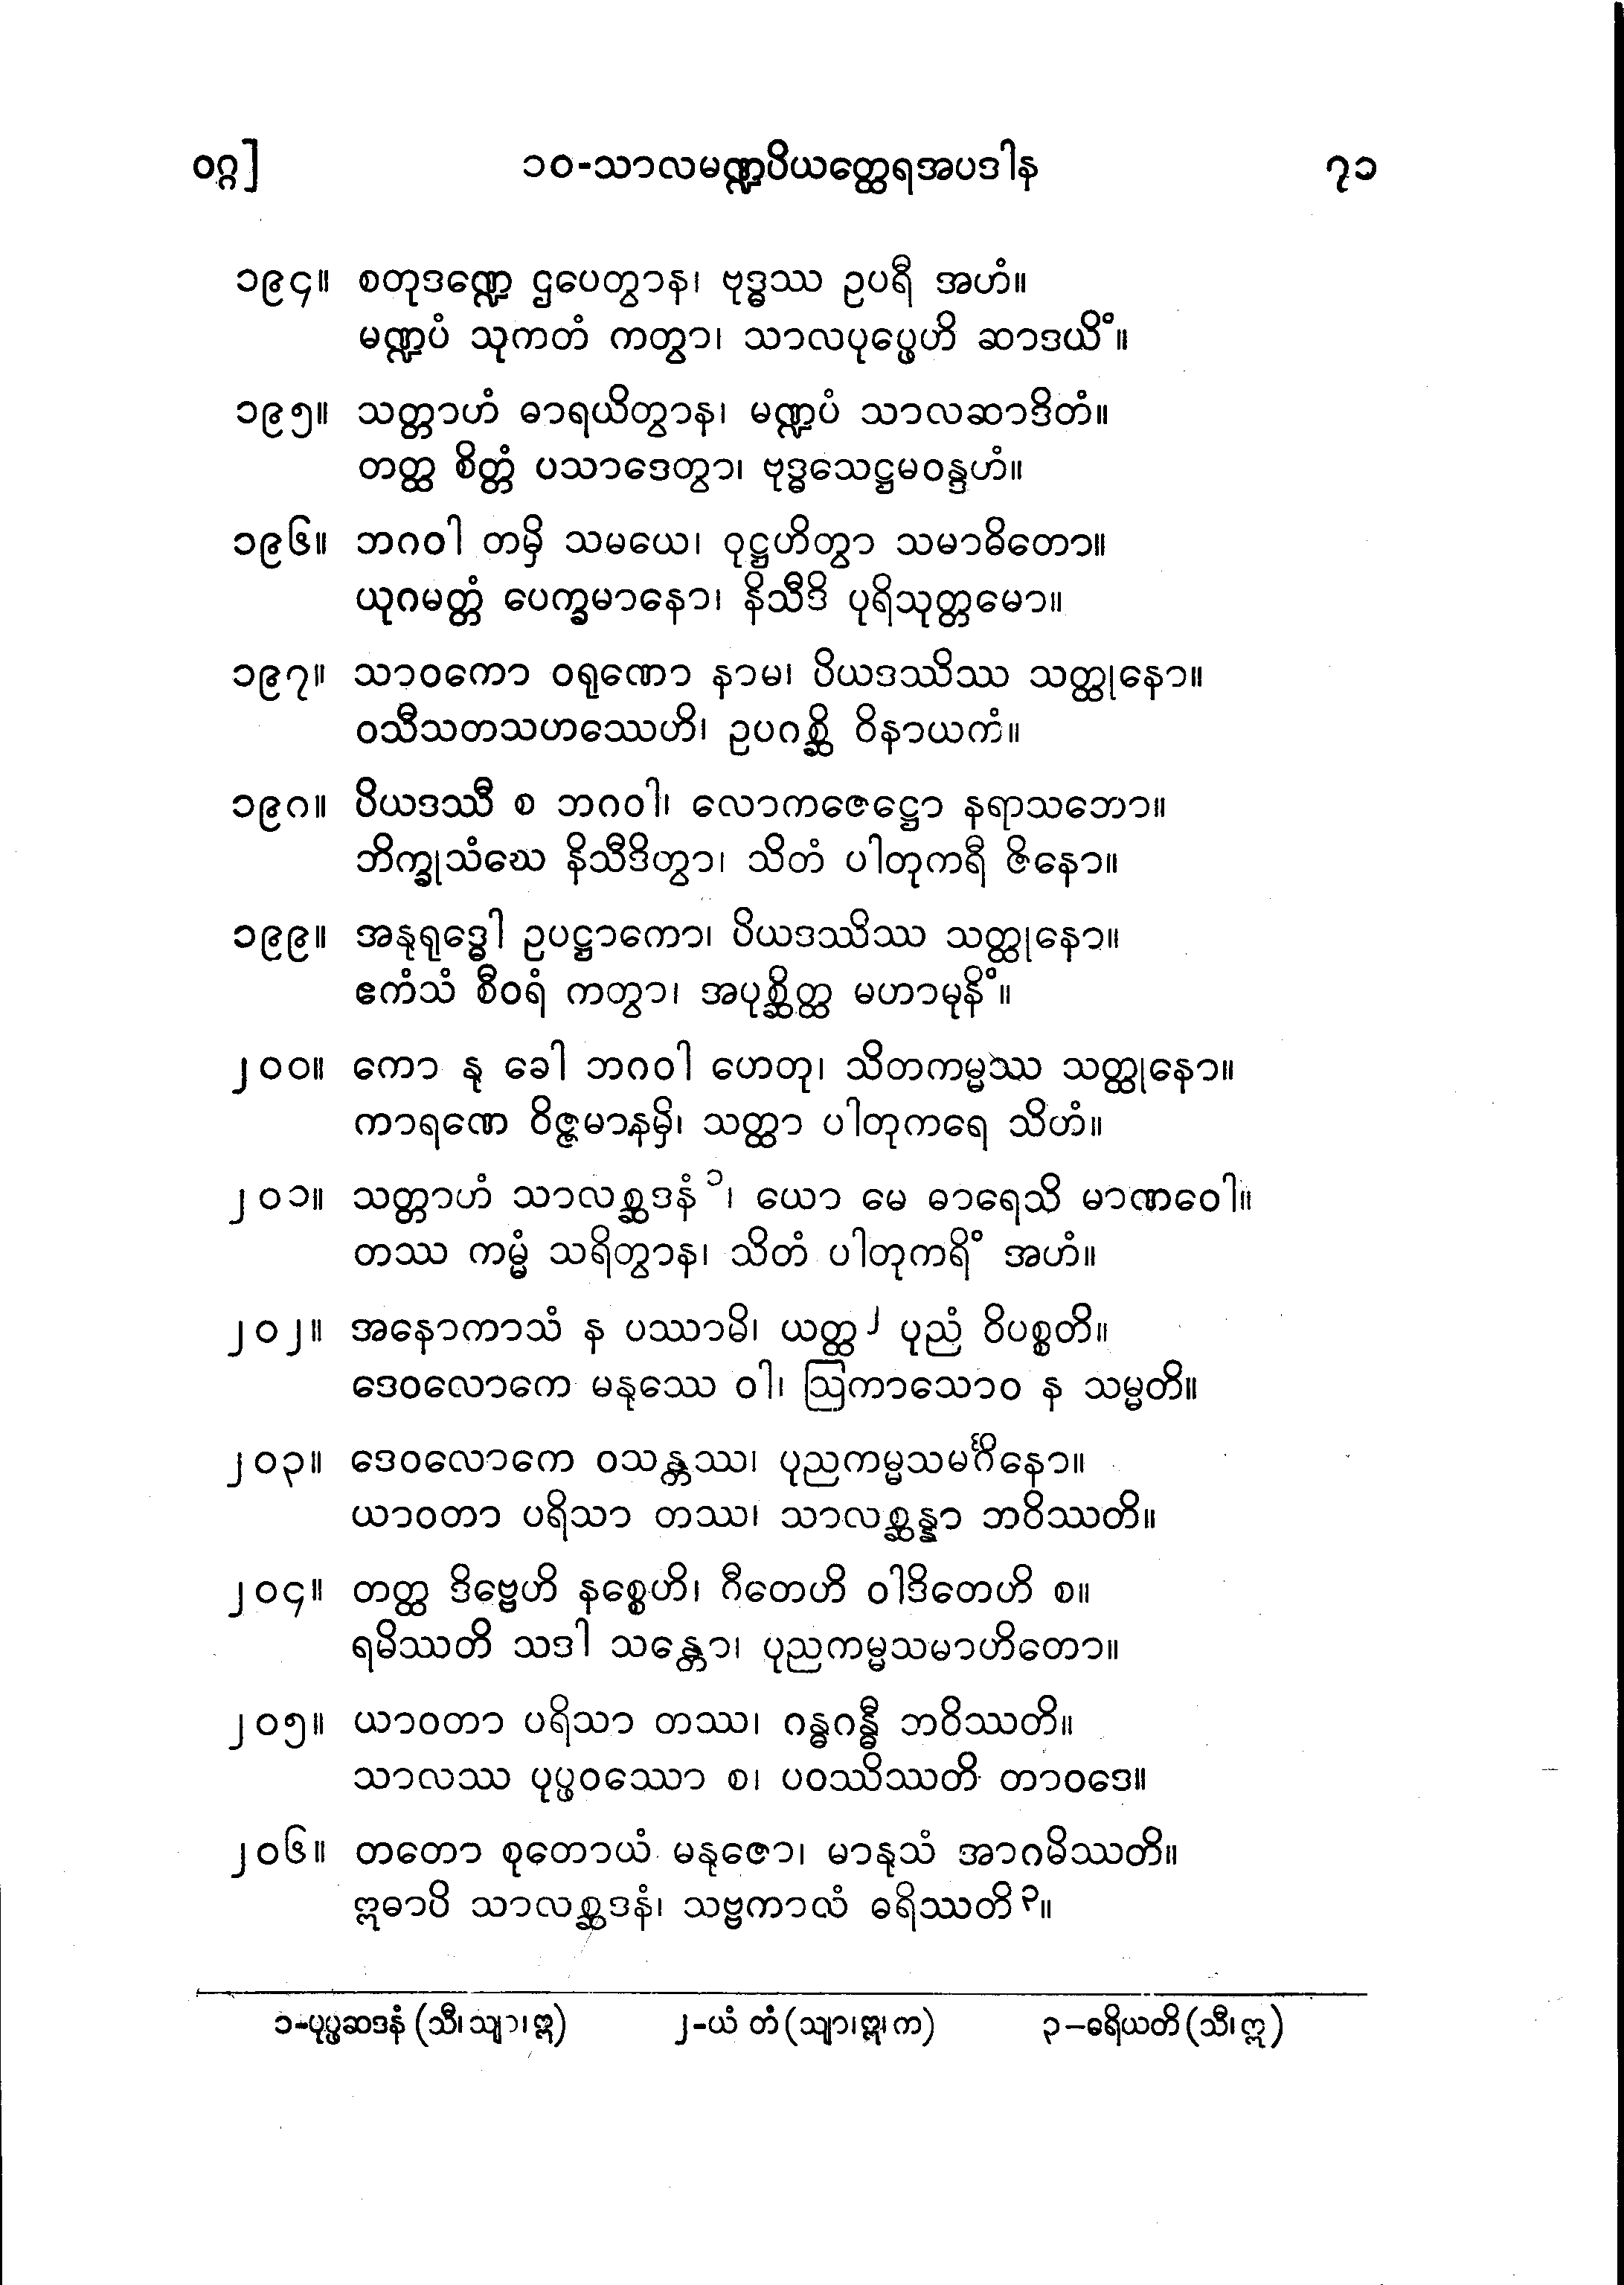 ဝဂ္ဂ]	၁၀-သာလမဏ္ဍပိယတ္ထေရအပဒါန	၇၁
၁၉၄။ စတုဒဏ္ဍေ ဌပေတွာန၊ ဗုဒ္ဓဿ ဥပရီ အဟံ။
မဏ္ဍပံ သုကတံ ကတွာ၊ သာလပုပ္ဖေဟိ ဆာဒယိံ။
၁၉၅။ သတ္တာဟံ ဓာရယိတွာန၊ မဏ္ဍပံ သာလဆာဒိတံ။
တတ္ထ စိတ္တံ ပသာဒေတွာ၊ ဗုဒ္ဓသေဋ္ဌမဝန္ဒဟံ။
၁၉၆။ ဘဂဝါ တမှိ သမယေ၊ ဝုဋ္ဌဟိတွာ သမာဓိတော။
ယုဂမတ္တံ ပေက္ခမာနော၊ နိသီဒိ ပုရိသုတ္တမော။
၁၉၇။ သာဝကော ဝရုဏော နာမ၊ ပိယဒဿိဿ သတ္ထုနော။
ဝသီသတသဟဿေဟိ၊ ဥပဂစ္ဆိ ဝိနာယကံ။
၁၉၈။ ပိယဒဿီ စ ဘဂဝါ၊ လောကဇေဋ္ဌော နရာသဘော။
ဘိက္ခုသံဃေ နိသီဒိတွာ၊ သိတံ ပါတုကရီ ဇိနော။
၁၉၉။ အနုရုဒ္ဓေါ ဥပဋ္ဌာကော၊ ပိယဒဿိဿ သတ္ထုနော။
ဧကံသံ စီဝရံ ကတွာ၊ အပုစ္ဆိတ္ထ မဟာမုနိံ။
၂၀၀။ ကော နု ခေါ ဘဂဝါ ဟေတု၊ သိတကမ္မဿ သတ္ထုနော။
ကာရဏေ ဝိဇ္ဇမာနမှိ၊ သတ္ထာ ပါတုကရေ သိတံ။
၂၀၁။ သတ္တာဟံ သာလစ္ဆဒနံ၁၊ ယော မေ ဓာရေသိ မာဏဝေါ။
တဿ ကမ္မံ သရိတွာန၊ သိတံ ပါတုကရိံ အဟံ။
၂၀၂။ အနောကာသံ န ပဿာမိ၊ ယတ္ထ၂ ပုညံ ဝိပစ္စတိ။
ဒေဝလောကေ မနုဿေ ဝါ၊ ဩကာသောဝ န သမ္မတိ။
၂၀၃။ ဒေဝလောကေ ဝသန္တဿ၊ ပုညကမ္မသမင်္ဂိနော။
ယာဝတာ ပရိသာ တဿ၊ သာလစ္ဆန္နာ ဘဝိဿတိ။
၂၀၄။ တတ္ထ ဒိဗ္ဗေဟိ နစ္စေဟိ၊ ဂီတေဟိ ဝါဒိတေဟိ စ။
ရမိဿတိ သဒါ သန္တော၊ ပုညကမ္မသမာဟိတော။
၂၀၅။ ယာဝတာ ပရိသာ တဿ၊ ဂန္ဓဂန္ဓီ ဘဝိဿတိ။
သာလဿ ပုပ္ဖဝဿော စ၊ ပဝဿိဿတိ တာဝဒေ။
၂၀၆။ တတော စုတောယံ မနုဇော၊ မာနုသံ အာဂမိဿတိ။
ဣဓာပိ သာလစ္ဆဒနံ၊ သဗ္ဗကာလံ ဓရိဿတိ၃။
၁-ပုပ္ဖဆဒနံ (သီ၊ သျာ၊ ဣ)	၂-ယံ တံ (သျာ၊ ဣ၊ က)	၃-ဓရိယတိ (သီ၊ ဣ)